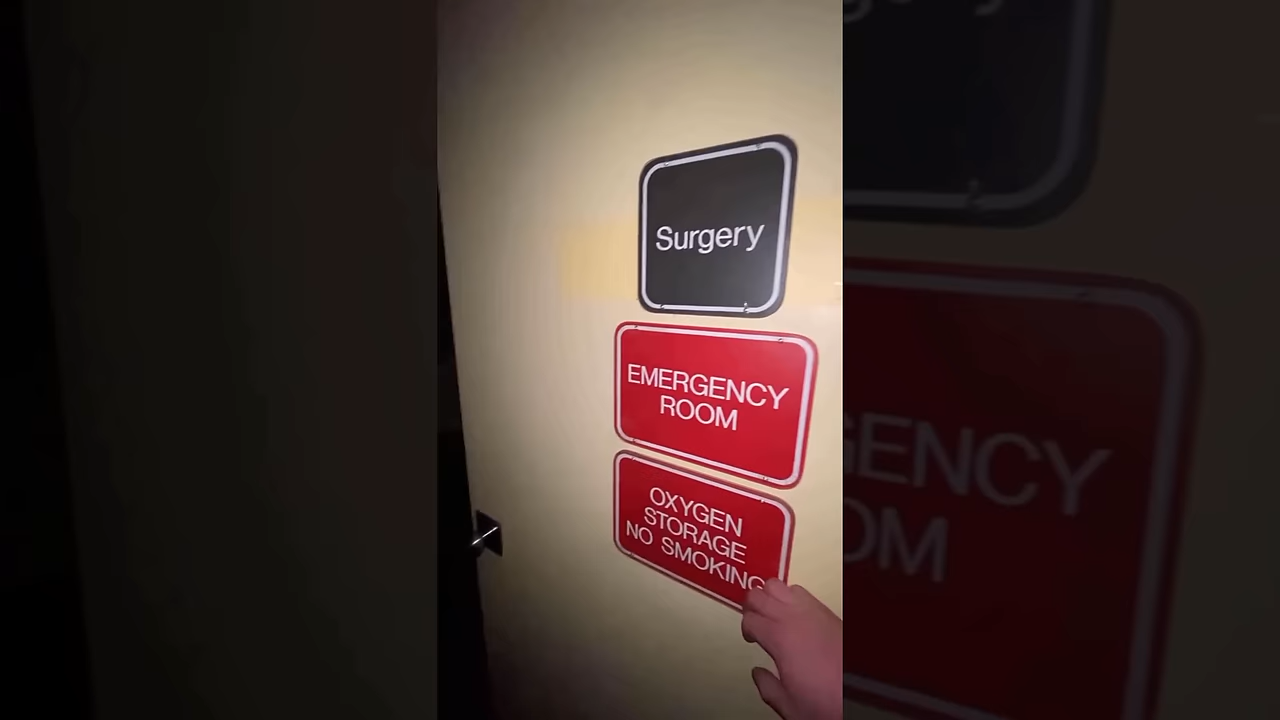 Surgery
EMERGENCY
ROOM
OXYGEN
STORAGE
NO SMOKING